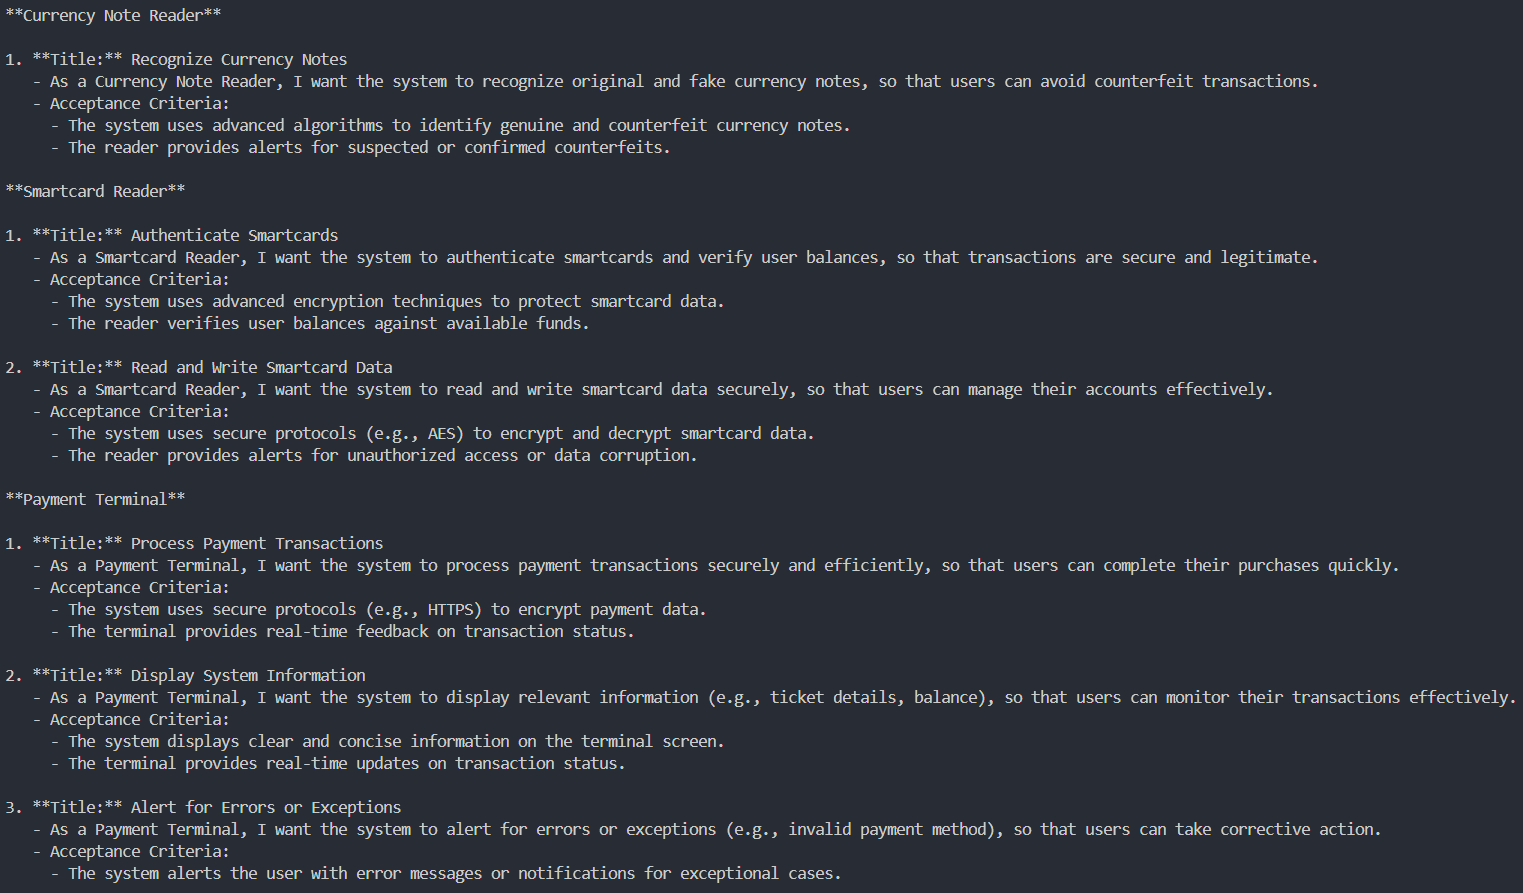 **Currency Note Reader**

1. **Title:** Recognize Currency Notes
   - As a Currency Note Reader, I want the system to recognize original and fake currency notes, so that users can avoid counterfeit transactions.
   - Acceptance Criteria:
     - The system uses advanced algorithms to identify genuine and counterfeit currency notes.
     - The reader provides alerts for suspected or confirmed counterfeits.

**Smartcard Reader**

1. **Title:** Authenticate Smartcards
   - As a Smartcard Reader, I want the system to authenticate smartcards and verify user balances, so that transactions are secure and legitimate.
   - Acceptance Criteria:
     - The system uses advanced encryption techniques to protect smartcard data.
     - The reader verifies user balances against available funds.

2. **Title:** Read and Write Smartcard Data
   - As a Smartcard Reader, I want the system to read and write smartcard data securely, so that users can manage their accounts effectively.
   - Acceptance Criteria:
     - The system uses secure protocols (e.g., AES) to encrypt and decrypt smartcard data.
     - The reader provides alerts for unauthorized access or data corruption.

**Payment Terminal**

1. **Title:** Process Payment Transactions
   - As a Payment Terminal, I want the system to process payment transactions securely and efficiently, so that users can complete their purchases quickly.
   - Acceptance Criteria:
     - The system uses secure protocols (e.g., HTTPS) to encrypt payment data.
     - The terminal provides real-time feedback on transaction status.

2. **Title:** Display System Information
   - As a Payment Terminal, I want the system to display relevant information (e.g., ticket details, balance), so that users can monitor their transactions effectively.
   - Acceptance Criteria:
     - The system displays clear and concise information on the terminal screen.
     - The terminal provides real-time updates on transaction status.

3. **Title:** Alert for Errors or Exceptions
   - As a Payment Terminal, I want the system to alert for errors or exceptions (e.g., invalid payment method), so that users can take corrective action.
   - Acceptance Criteria:
     - The system alerts the user with error messages or notifications for exceptional cases.